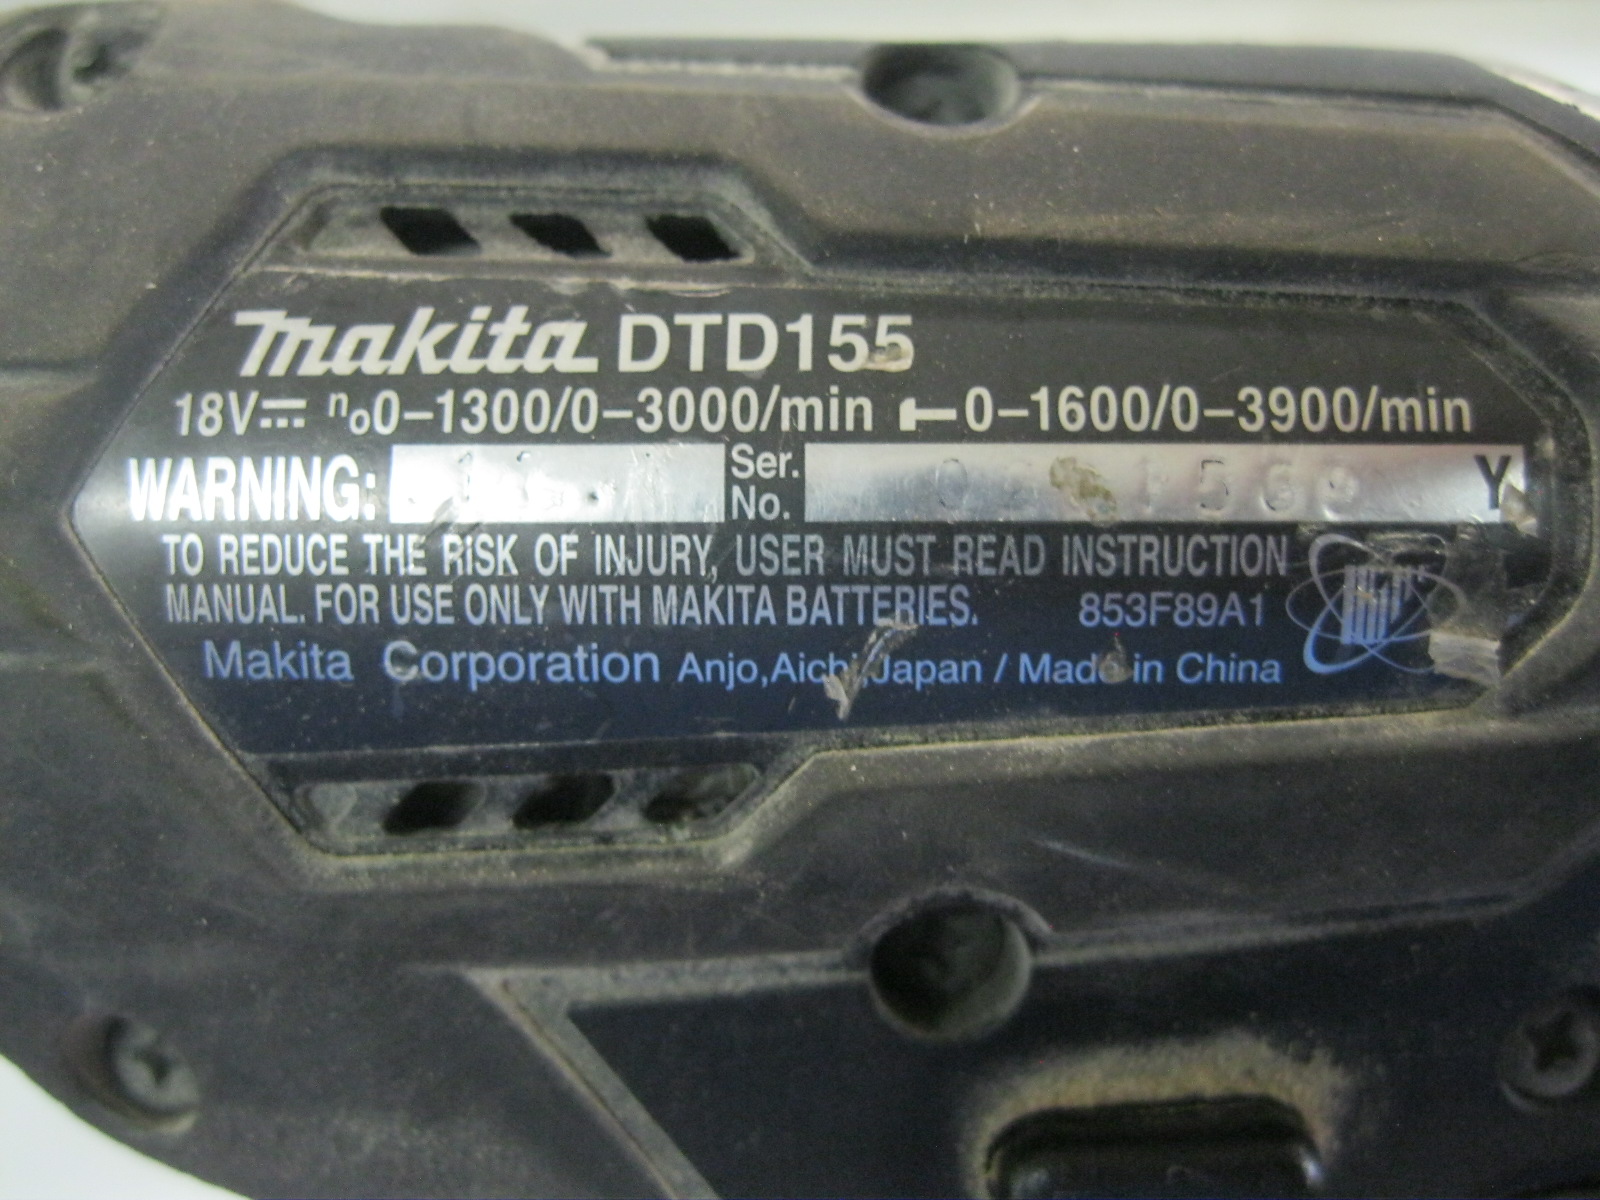 makita DTD155
18V⎓ no0–1300/0–3000/min 0–1600/0–3900/min
WARNING: Ser. No. Y
TO REDUCE THE RISK OF INJURY, USER MUST READ INSTRUCTION
MANUAL. FOR USE ONLY WITH MAKITA BATTERIES. 853F89A1
Makita Corporation Anjo,Aichi,Japan / Made in China